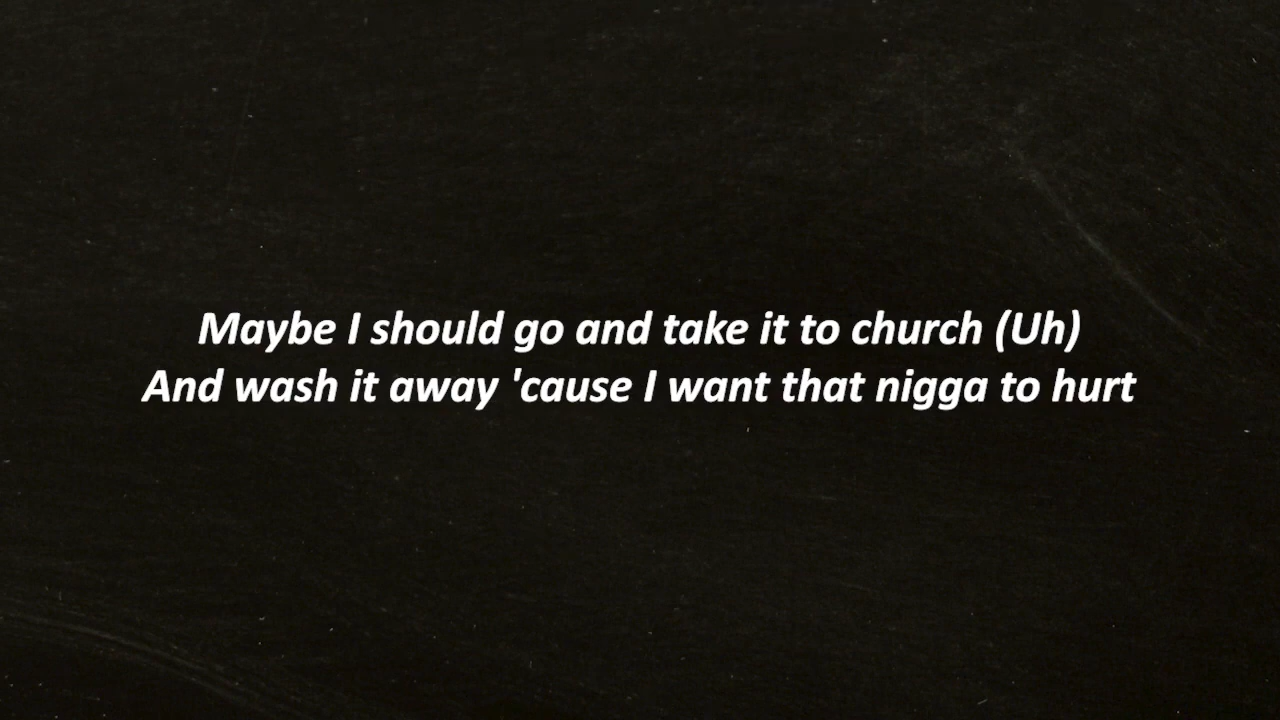 Maybe I should go and take it to church (Uh)
And wash it away 'cause I want that nigga to hurt